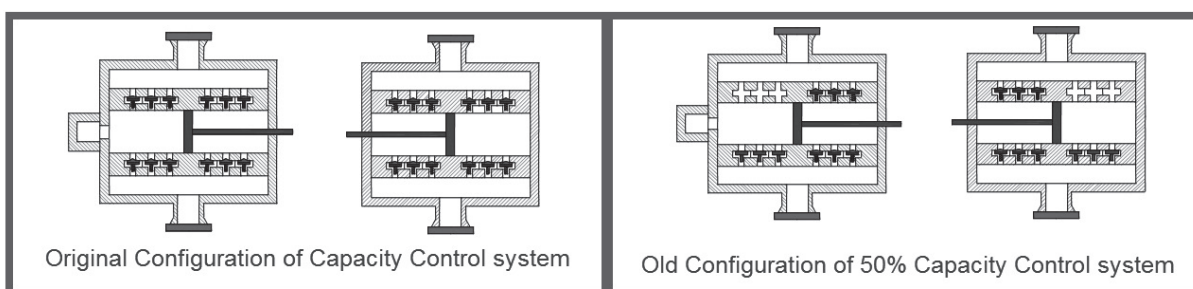 Original Configuration of Capacity Control system
Old Configuration of 50% Capacity Control system